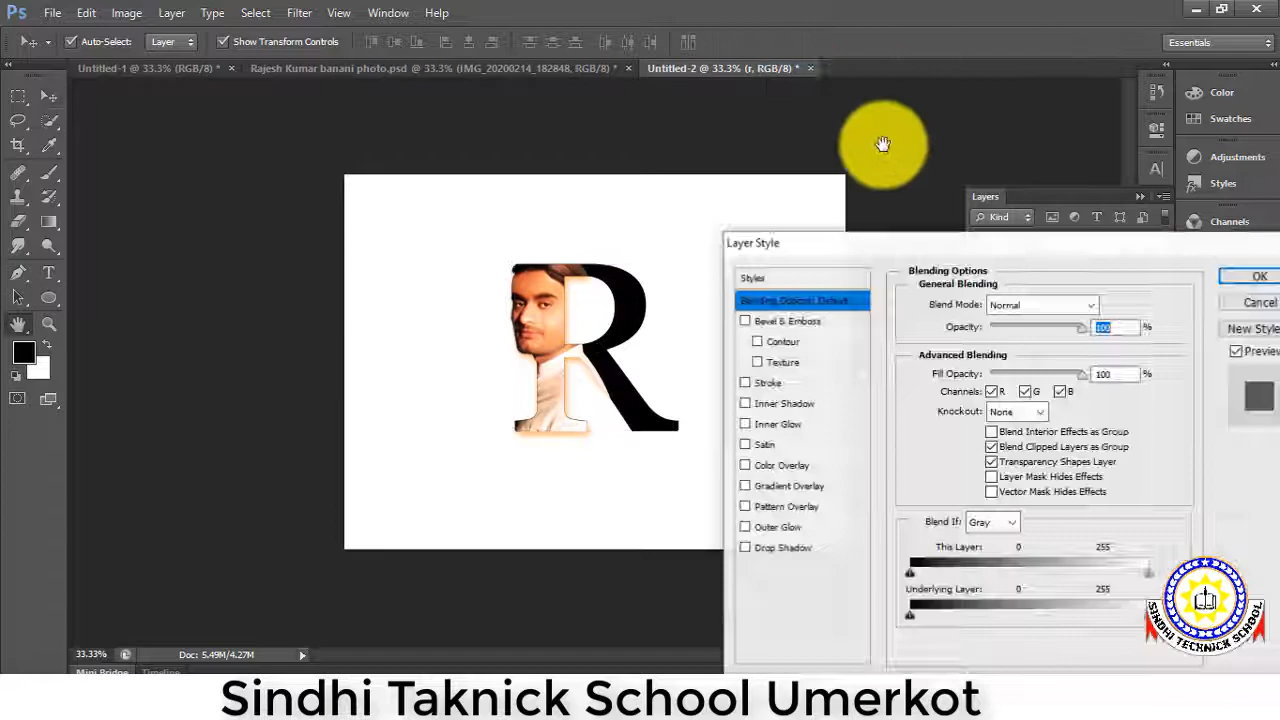 Ps File Edit Image Layer Type Select Filter View Window Help
Auto-Select: Layer Show Transform Controls Essentials
Untitled-1 @ 33.3% (RGB/8) * × Rajesh Kumar banani photo.psd @ 33.3% (IMG_20200214_182848, RGB/8) * × Untitled-2 @ 33.3% (r, RGB/8) * ×
Color
Swatches
Adjustments
Styles
Channels
Layers
Kind
R
Layer Style
Styles
Blending Options: Default
Bevel & Emboss
Contour
Texture
Stroke
Inner Shadow
Inner Glow
Satin
Color Overlay
Gradient Overlay
Pattern Overlay
Outer Glow
Drop Shadow
Blending Options
General Blending
Blend Mode: Normal
Opacity: 100 %
Advanced Blending
Fill Opacity: 100 %
Channels: R G B
Knockout: None
Blend Interior Effects as Group
Blend Clipped Layers as Group
Transparency Shapes Layer
Layer Mask Hides Effects
Vector Mask Hides Effects
Blend If: Gray
This Layer: 0 255
Underlying Layer: 0 255
OK
Cancel
New Style
Preview
33.33% Doc: 5.49M/4.27M
Mini Bridge Timeline
SINDHI TECKNICK SCHOOL
Sindhi Taknick School Umerkot